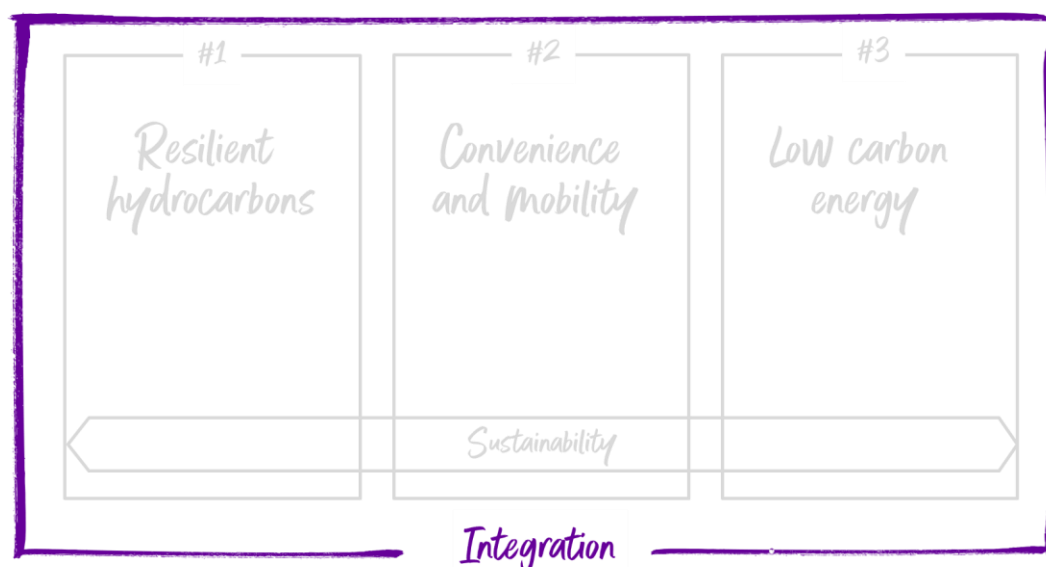 #1
Resilient
hydrocarbons
#2
Convenience
and mobility
#3
Low carbon
energy
Sustainability
Integration